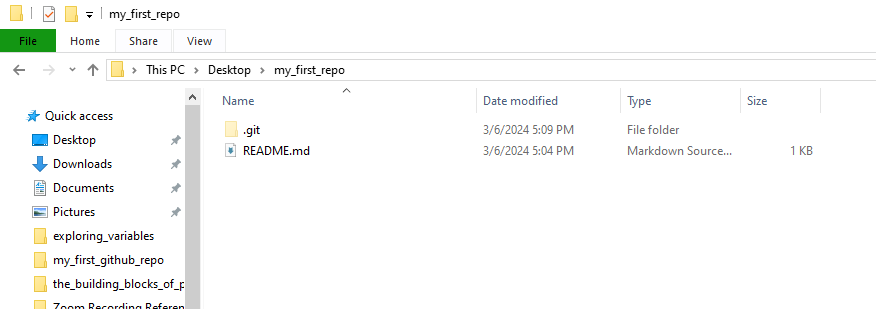 my_first_repo
File Home Share View
This PC Desktop my_first_repo
Name Date modified Type Size
Quick access
.git 3/6/2024 5:09 PM File folder
README.md 3/6/2024 5:04 PM Markdown Source... 1 KB
Desktop
Downloads
Documents
Pictures
exploring_variables
my_first_github_repo
the_building_blocks_of_p
Zoom Recording Referen